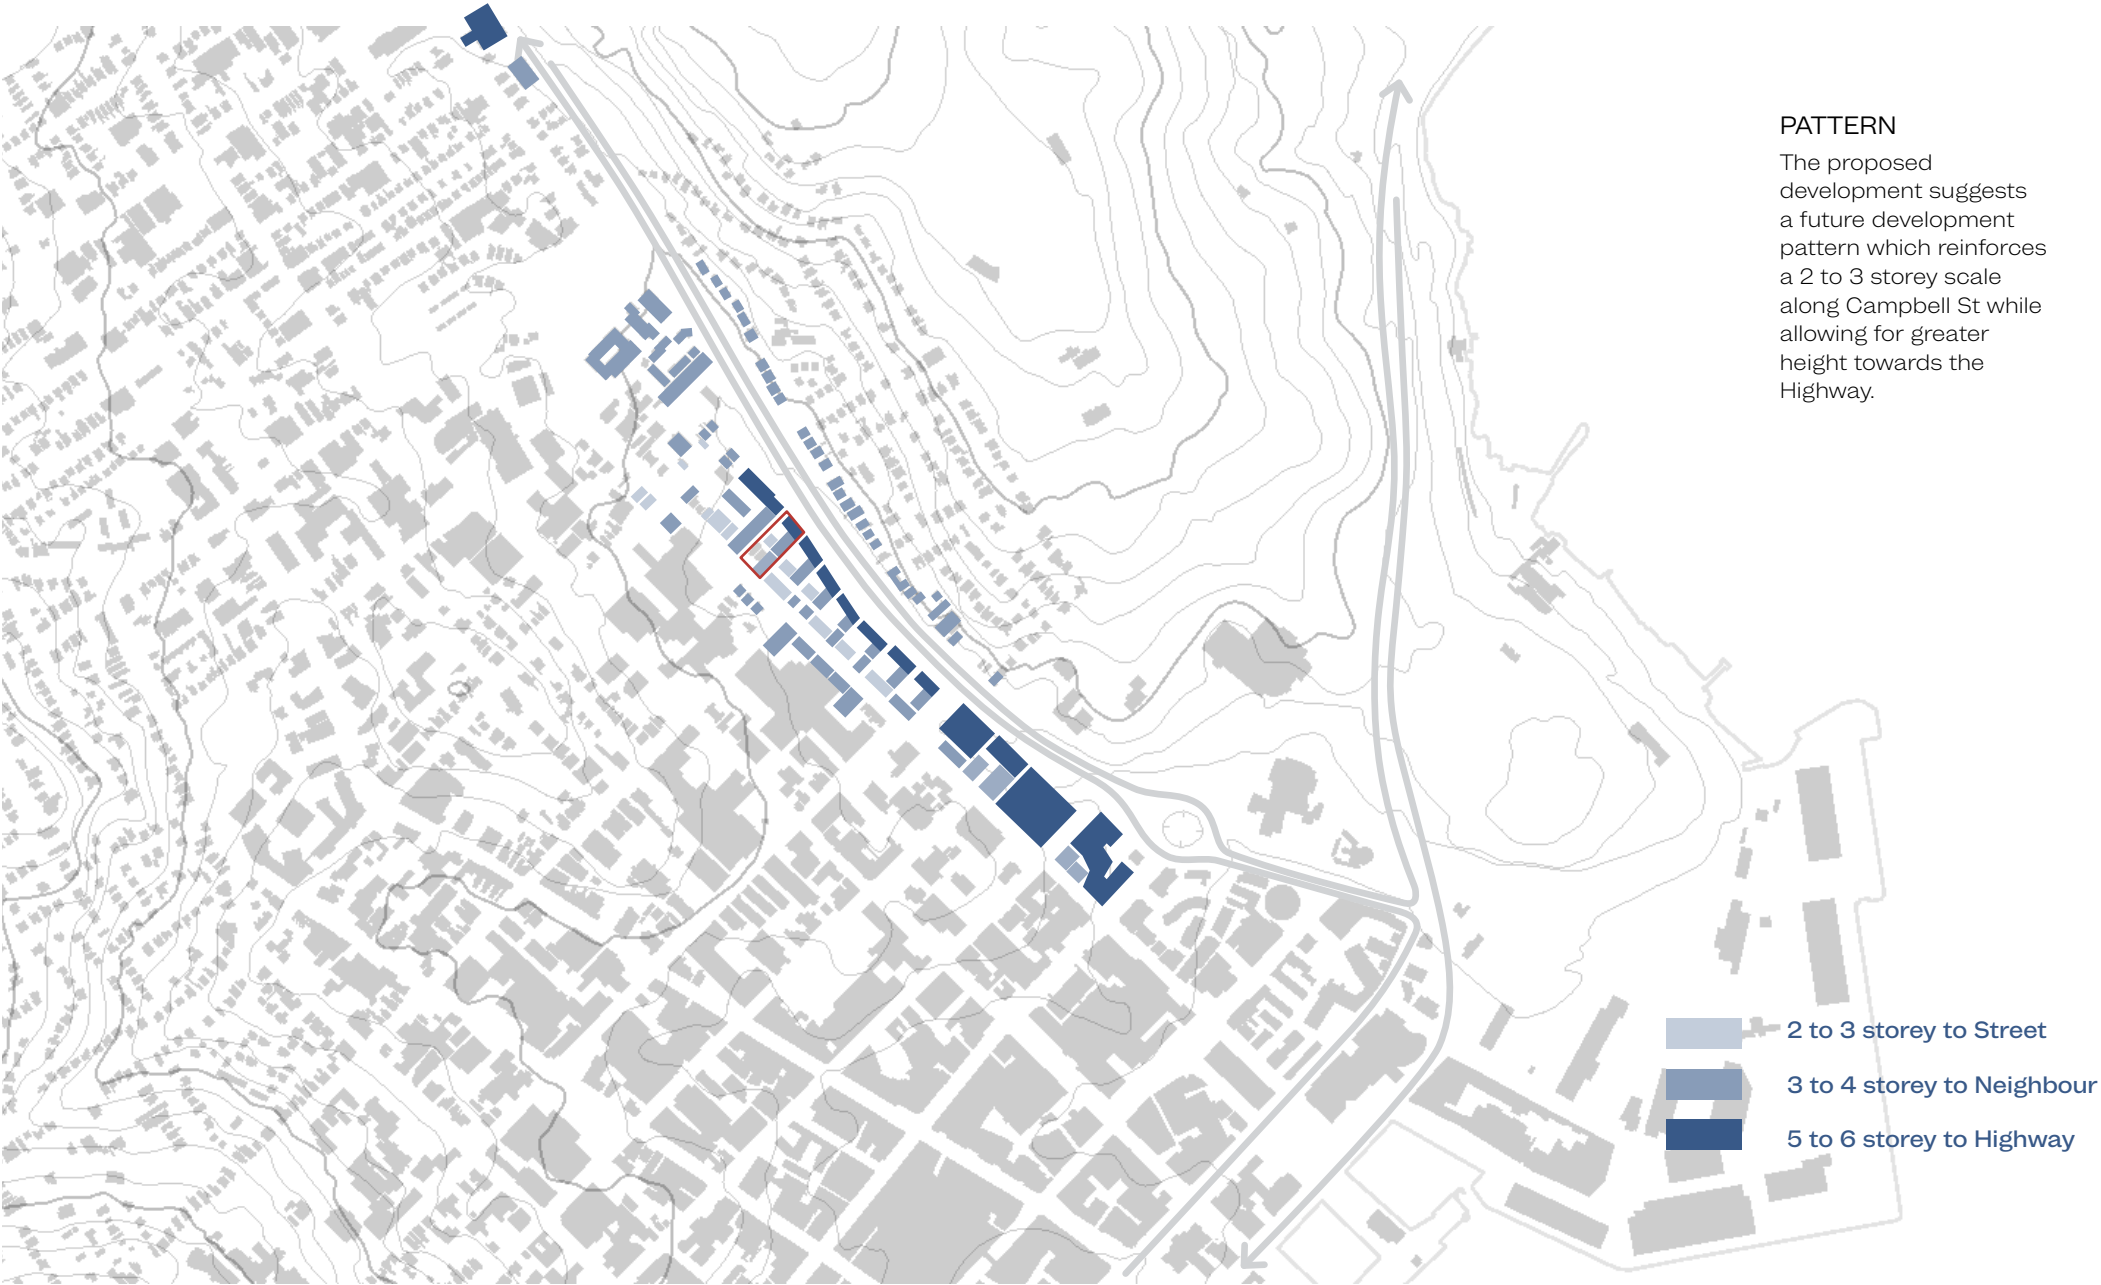 PATTERN
The proposed
development suggests
a future development
pattern which reinforces
a 2 to 3 storey scale
along Campbell St while
allowing for greater
height towards the
Highway.
2 to 3 storey to Street
3 to 4 storey to Neighbour
5 to 6 storey to Highway